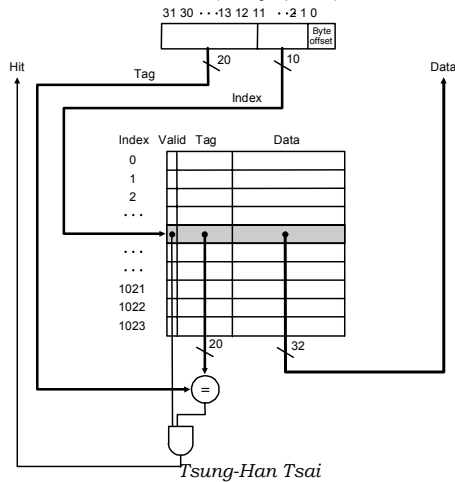 31 30 · · · 13 12 11 · · · 2 1 0
Byte
offset
Hit
20
10
Data
Tag
Index
Index Valid Tag Data
0
1
2
· · ·
· · ·
· · ·
1021
1022
1023
20
32
=
Tsung-Han Tsai